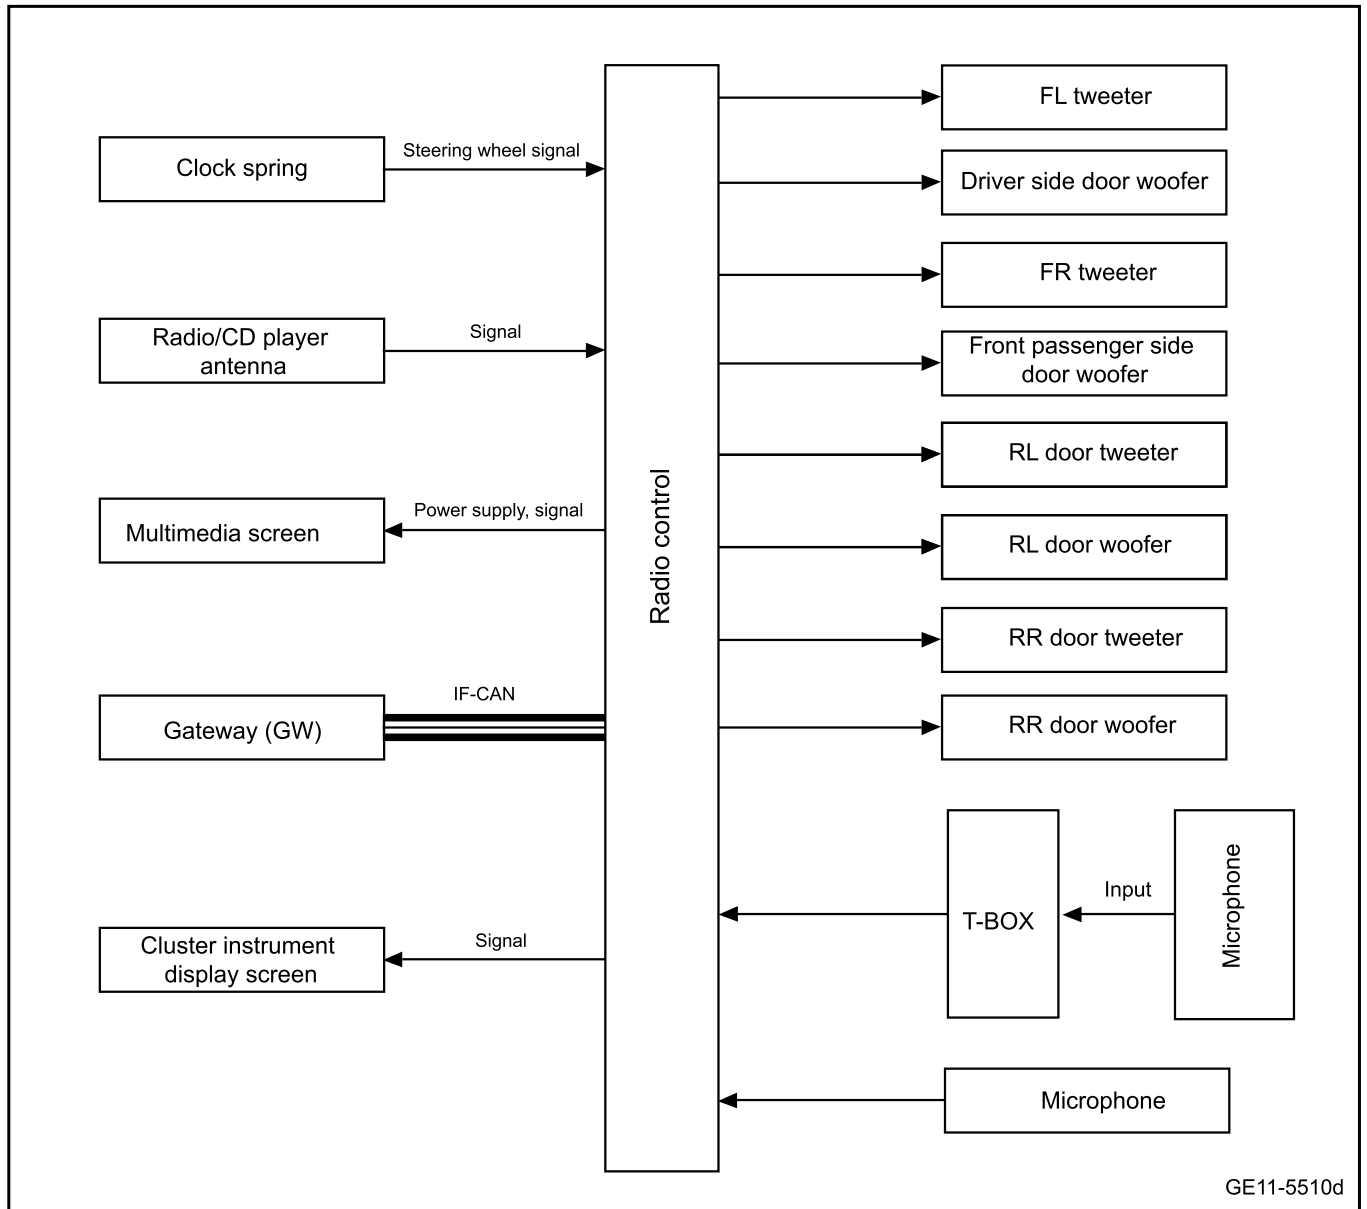 Clock spring
Steering wheel signal
Radio/CD player
antenna
Signal
Multimedia screen
Power supply, signal
Gateway (GW)
IF-CAN
Cluster instrument
display screen
Signal
Radio control
FL tweeter
Driver side door woofer
FR tweeter
Front passenger side
door woofer
RL door tweeter
RL door woofer
RR door tweeter
RR door woofer
T-BOX
Input
Microphone
Microphone
GE11-5510d